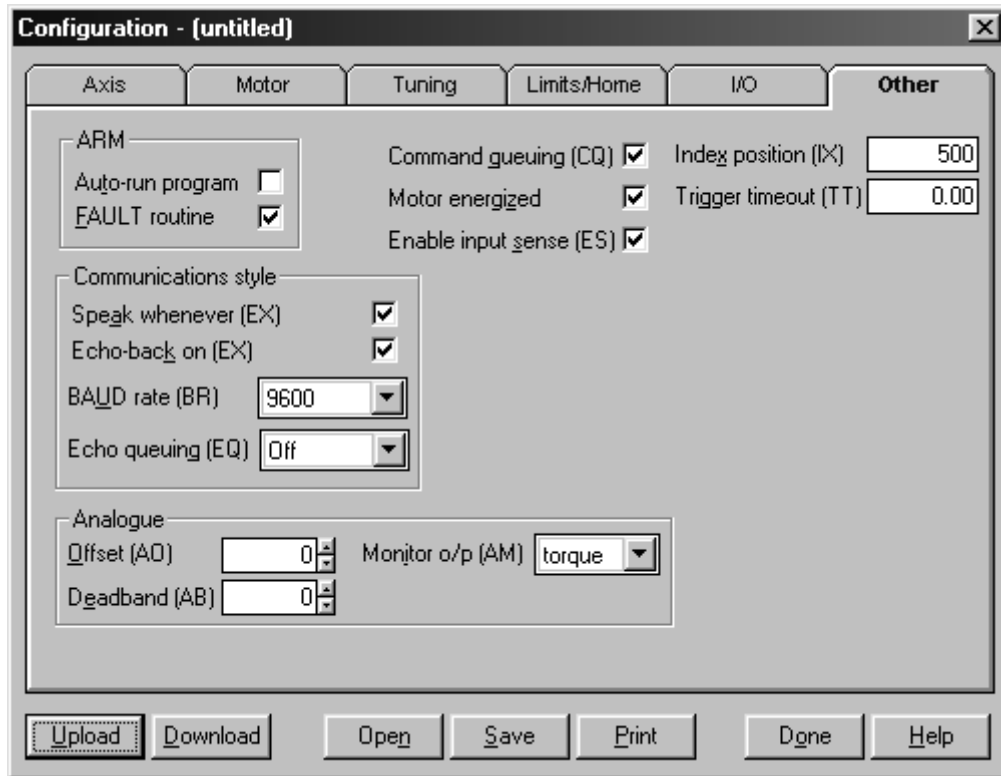 Configuration - (untitled)
Axis Motor Tuning Limits/Home I/O Other
ARM
Auto-run program
FAULT routine
Command queuing (CQ)
Motor energized
Enable input sense (ES)
Index position (IX) 500
Trigger timeout (TT) 0.00
Communications style
Speak whenever (EX)
Echo-back on (EX)
BAUD rate (BR) 9600
Echo queuing (EQ) Off
Analogue
Offset (AO) 0
Deadband (AB) 0
Monitor o/p (AM) torque
Upload Download Open Save Print Done Help